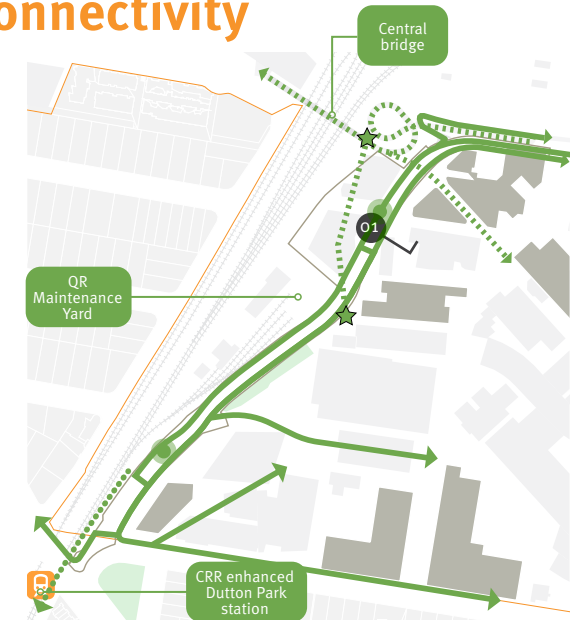 onnectivity
Central
bridge
01
QR
Maintenance
Yard
CRR enhanced
Dutton Park
station